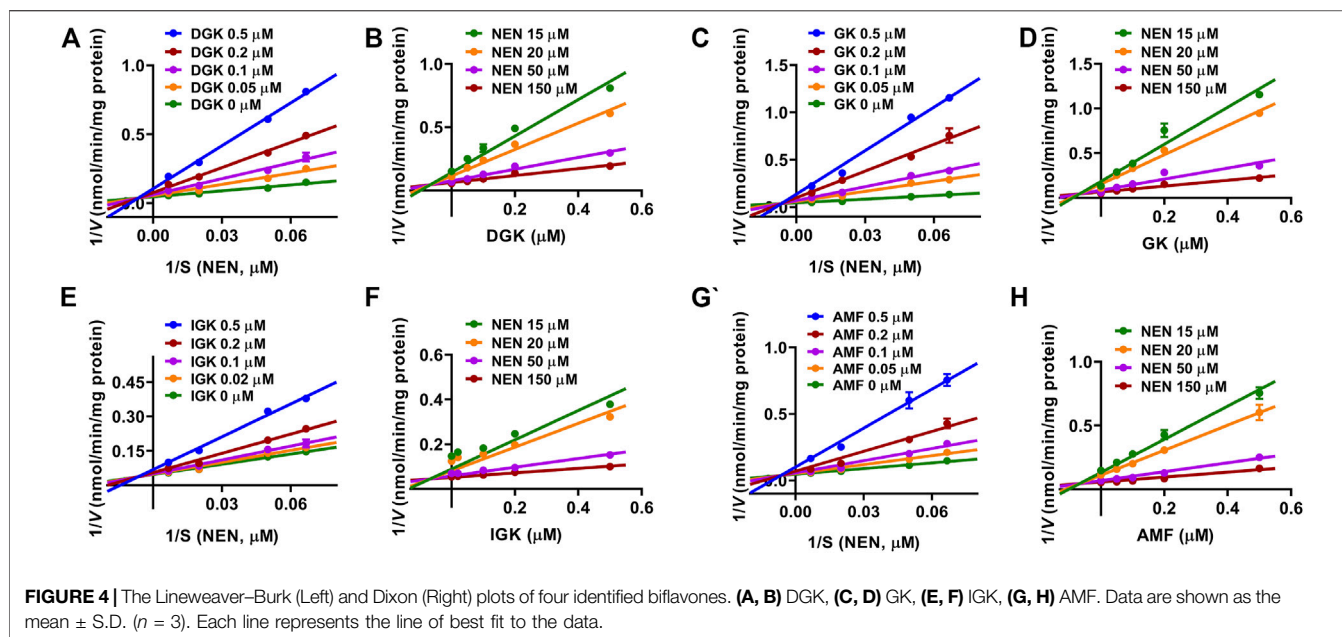 A
DGK 0.5 µM
DGK 0.2 µM
DGK 0.1 µM
DGK 0.05 µM
DGK 0 µM
1/V (nmol/min/mg protein)
1.0
0.5
0.0
0.00 0.03 0.06
1/S (NEN, µM)
B
NEN 15 µM
NEN 20 µM
NEN 50 µM
NEN 150 µM
1/V (nmol/min/mg protein)
1.0
0.5
0.2 0.4 0.6
DGK (µM)
C
GK 0.5 µM
GK 0.2 µM
GK 0.1 µM
GK 0.05 µM
GK 0 µM
1/V (nmol/min/mg protein)
1.5
1.0
0.5
0.0
0.00 0.03 0.06
1/S (NEN, µM)
D
NEN 15 µM
NEN 20 µM
NEN 50 µM
NEN 150 µM
1/V (nmol/min/mg protein)
1.5
1.0
0.5
0.2 0.4 0.6
GK (µM)
E
IGK 0.5 µM
IGK 0.2 µM
IGK 0.1 µM
IGK 0.02 µM
IGK 0 µM
1/V (nmol/min/mg protein)
0.45
0.30
0.15
0.00 0.03 0.06
1/S (NEN, µM)
F
NEN 15 µM
NEN 20 µM
NEN 50 µM
NEN 150 µM
1/V (nmol/min/mg protein)
0.6
0.4
0.2
0.2 0.4 0.6
IGK (µM)
G`
AMF 0.5 µM
AMF 0.2 µM
AMF 0.1 µM
AMF 0.05 µM
AMF 0 µM
1/V (nmol/min/mg protein)
1.0
0.5
0.0
0.00 0.03 0.06
1/S (NEN, µM)
H
NEN 15 µM
NEN 20 µM
NEN 50 µM
NEN 150 µM
1/V (nmol/min/mg protein)
1.0
0.5
0.2 0.4 0.6
AMF (µM)
FIGURE 4 | The Lineweaver–Burk (Left) and Dixon (Right) plots of four identified biflavones. (A, B) DGK, (C, D) GK, (E, F) IGK, (G, H) AMF. Data are shown as the
mean ± S.D. (n = 3). Each line represents the line of best fit to the data.